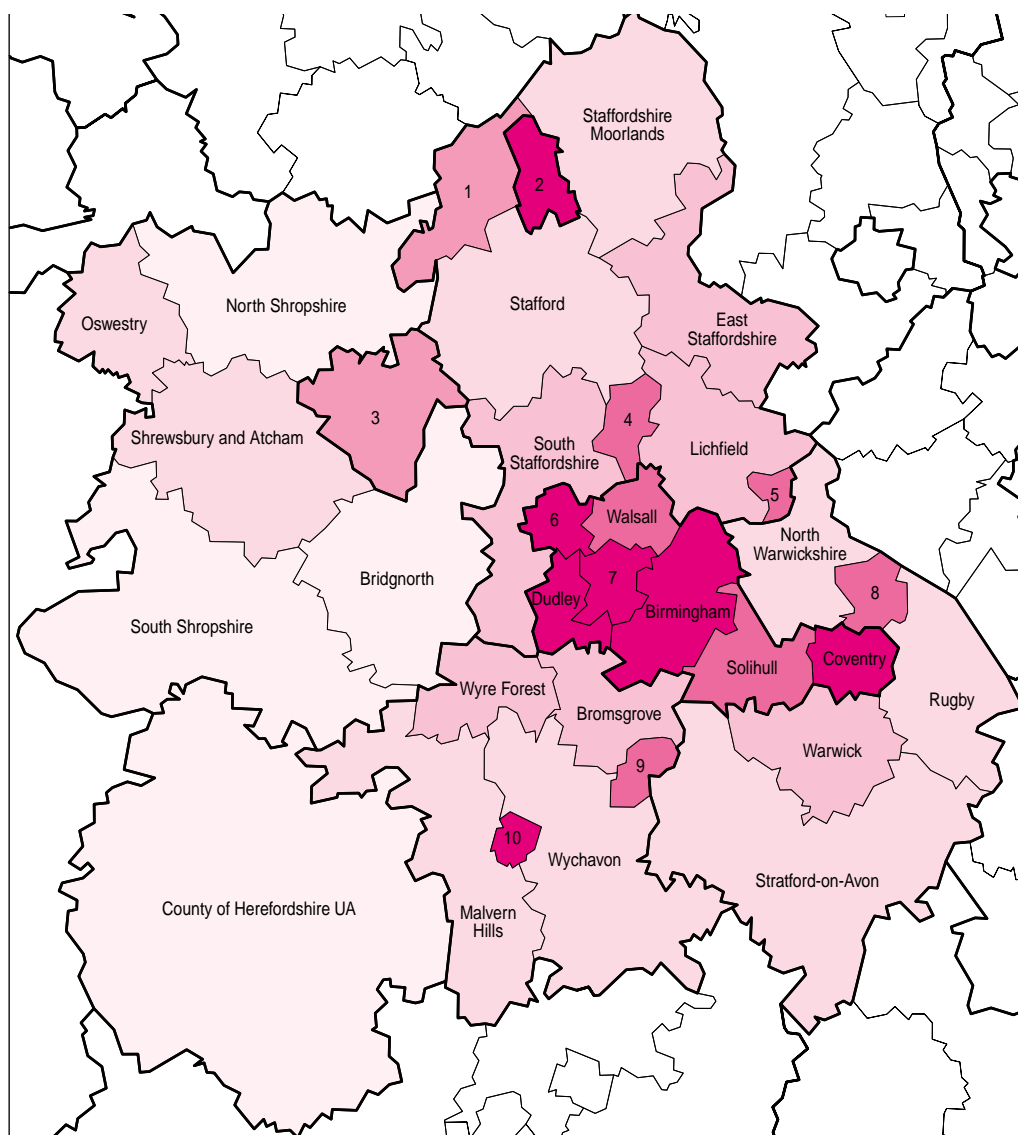 Staffordshire
Moorlands
1
2
North Shropshire
Stafford
Oswestry
East
Staffordshire
3
4
Shrewsbury and Atcham
South
Staffordshire
Lichfield
5
6
Walsall
North
Warwickshire
Bridgnorth
7
8
Dudley
Birmingham
South Shropshire
Solihull
Coventry
Wyre Forest
Rugby
Bromsgrove
Warwick
9
10
Wychavon
Stratford-on-Avon
County of Herefordshire UA
Malvern
Hills